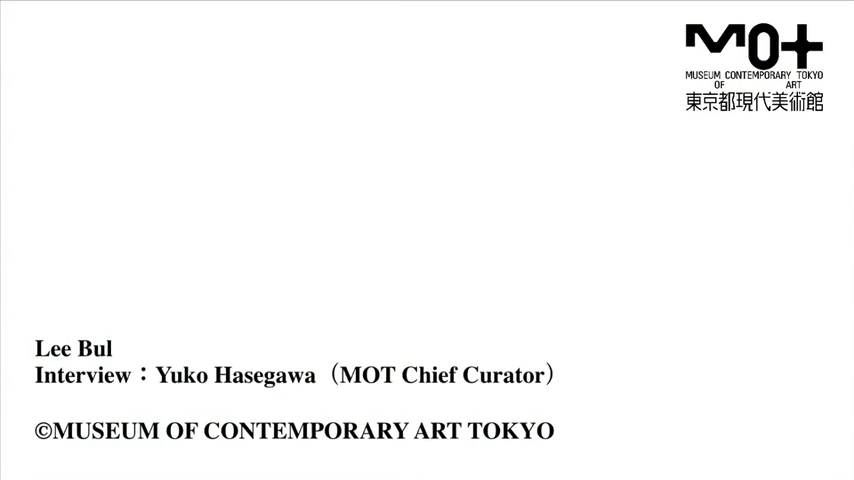 MOT
MUSEUM CONTEMPORARY TOKYO
OF ART
東京都現代美術館
Lee Bul
Interview：Yuko Hasegawa（MOT Chief Curator）
©MUSEUM OF CONTEMPORARY ART TOKYO